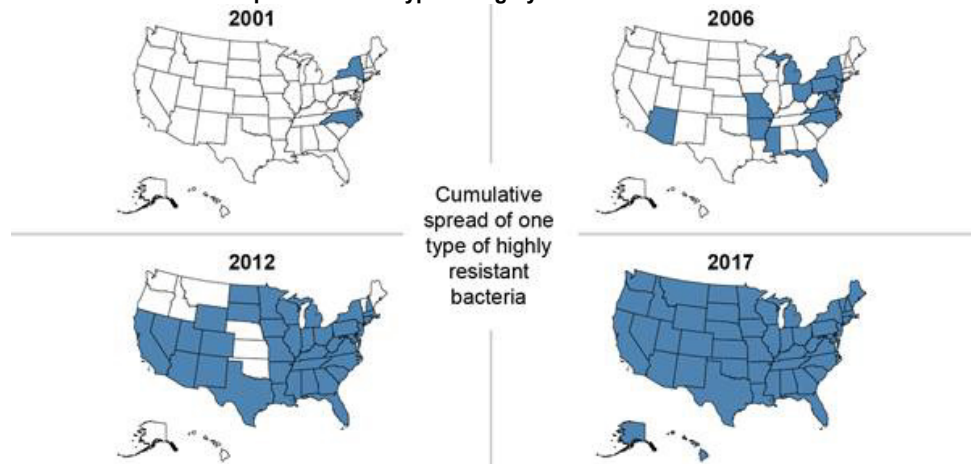 2001
2006
Cumulative
spread of one
type of highly
resistant
bacteria
2012
2017